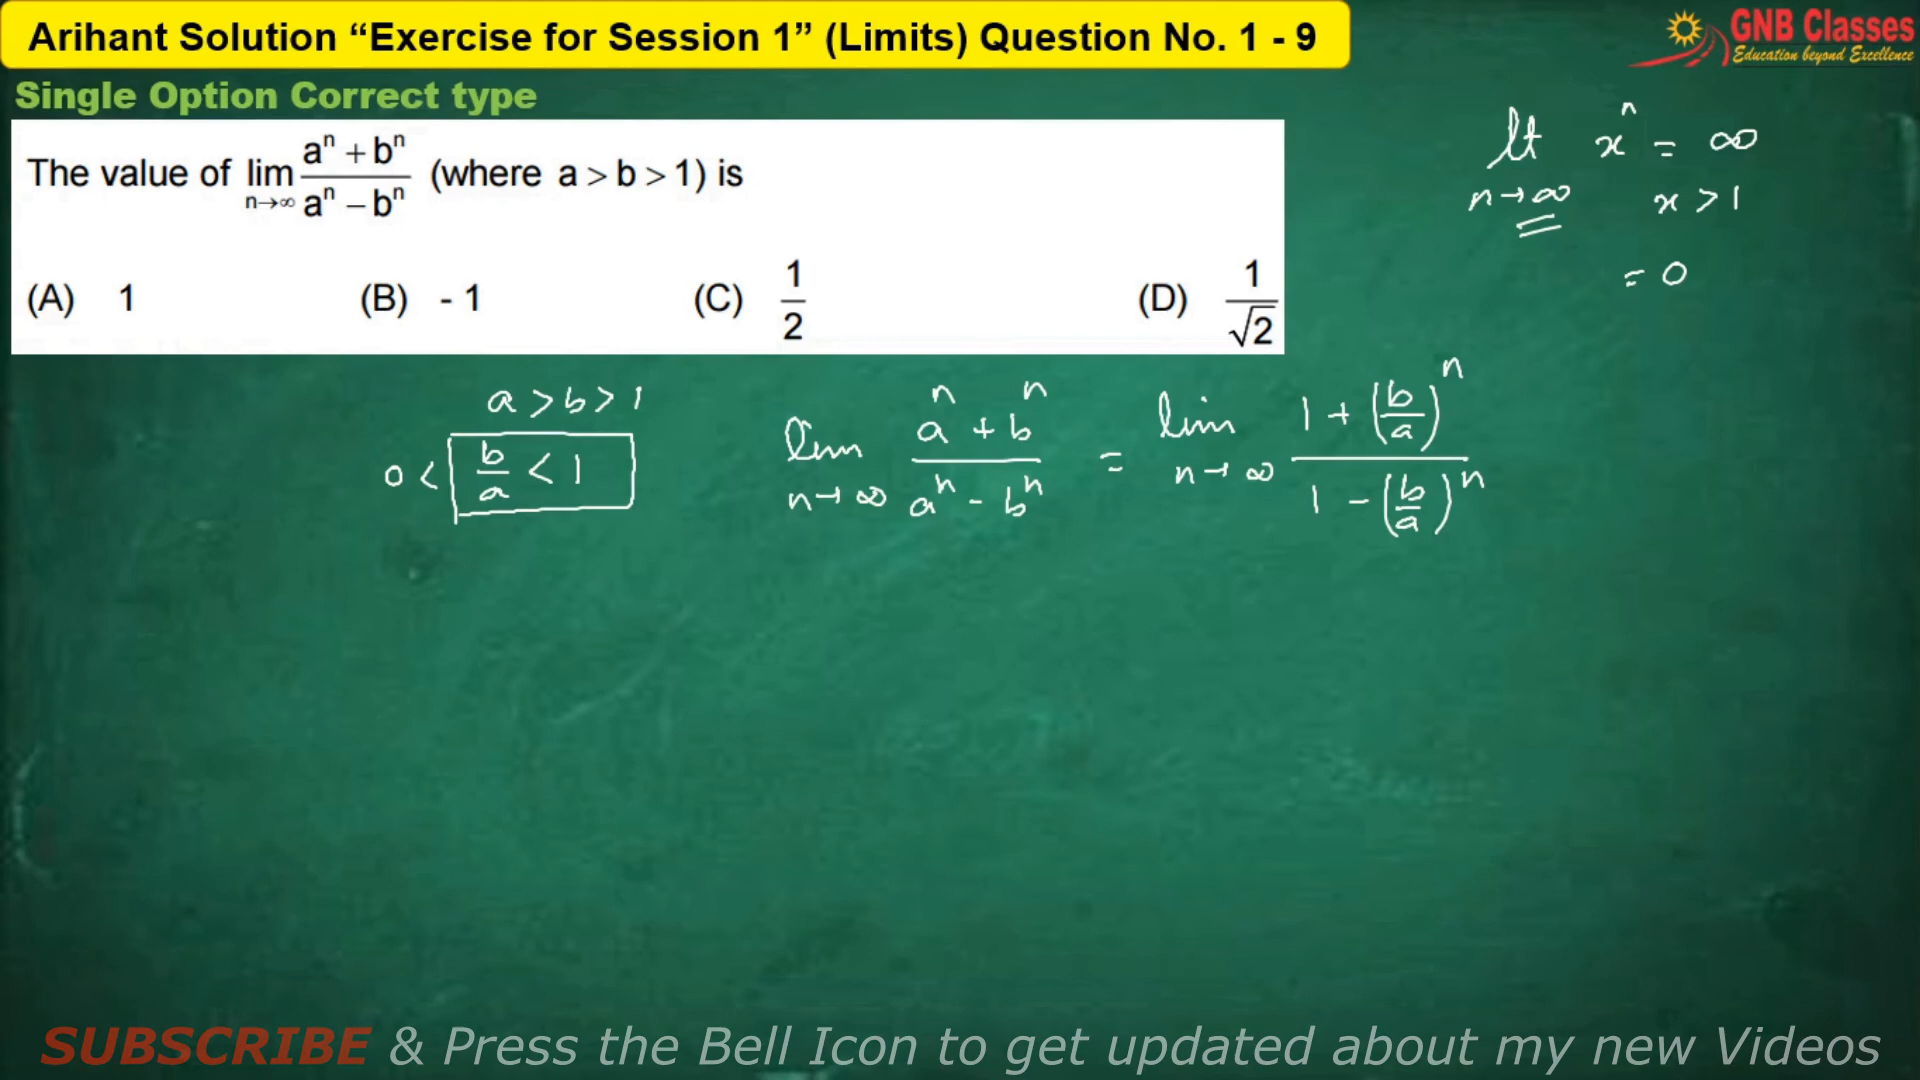 Arihant Solution “Exercise for Session 1” (Limits) Question No. 1 - 9
GNB Classes
Education beyond Excellence
Single Option Correct type
The value of lim n→∞ (aⁿ + bⁿ)/(aⁿ − bⁿ) (where a > b > 1) is
(A) 1 (B) - 1 (C) 1/2 (D) 1/√2
lt n→∞ xⁿ = ∞
x > 1
= 0
a > b > 1
0 < b/a < 1
lim n→∞ (aⁿ + bⁿ)/(aⁿ - bⁿ) = lim n→∞ (1 + (b/a)ⁿ)/(1 - (b/a)ⁿ)
SUBSCRIBE & Press the Bell Icon to get updated about my new Videos